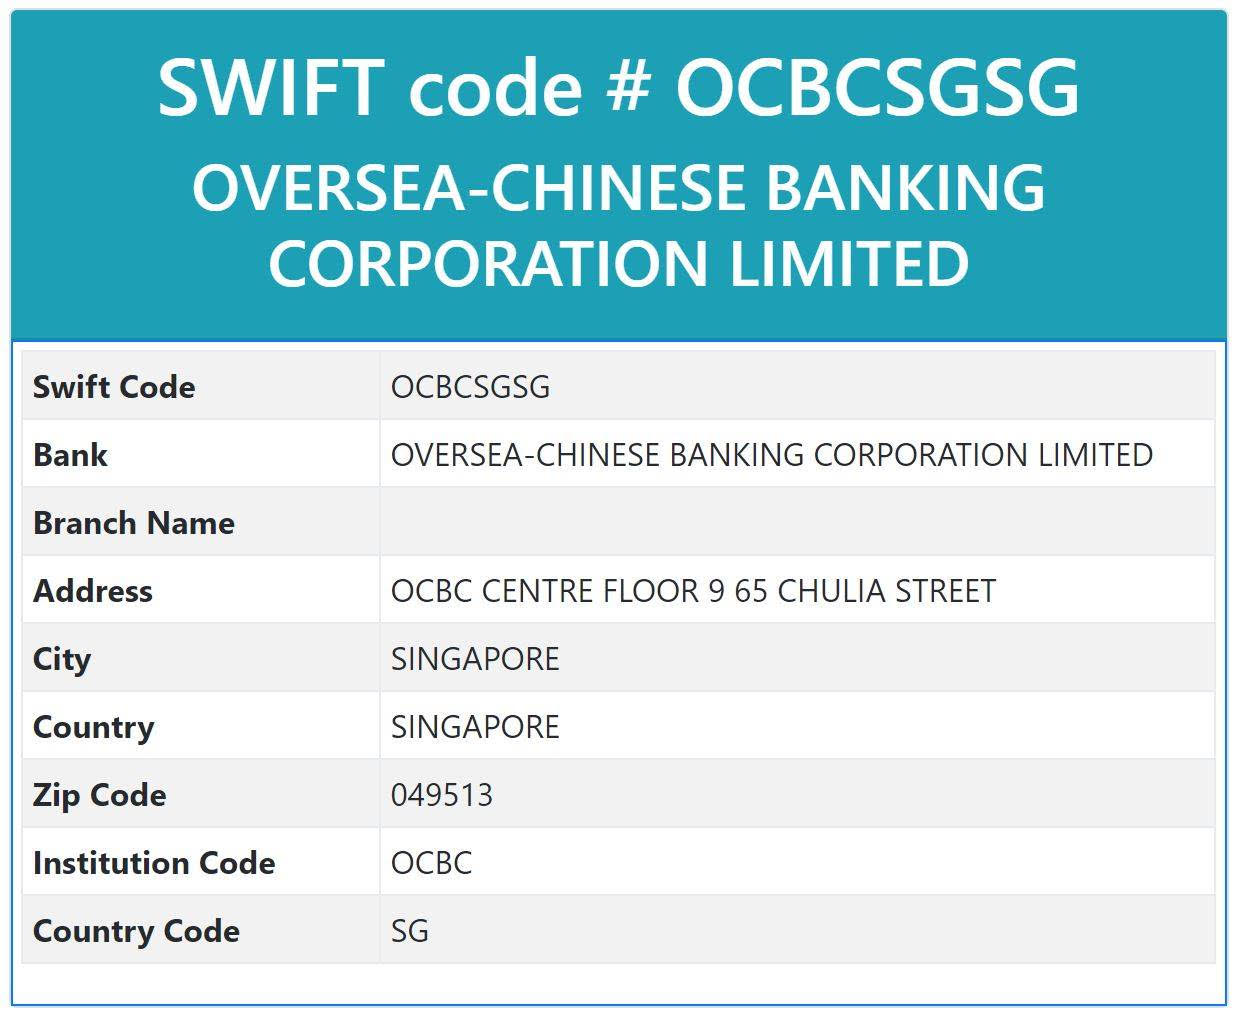 SWIFT code # OCBCSGSG
OVERSEA-CHINESE BANKING
CORPORATION LIMITED
Swift Code OCBCSGSG
Bank OVERSEA-CHINESE BANKING CORPORATION LIMITED
Branch Name
Address OCBC CENTRE FLOOR 9 65 CHULIA STREET
City SINGAPORE
Country SINGAPORE
Zip Code 049513
Institution Code OCBC
Country Code SG